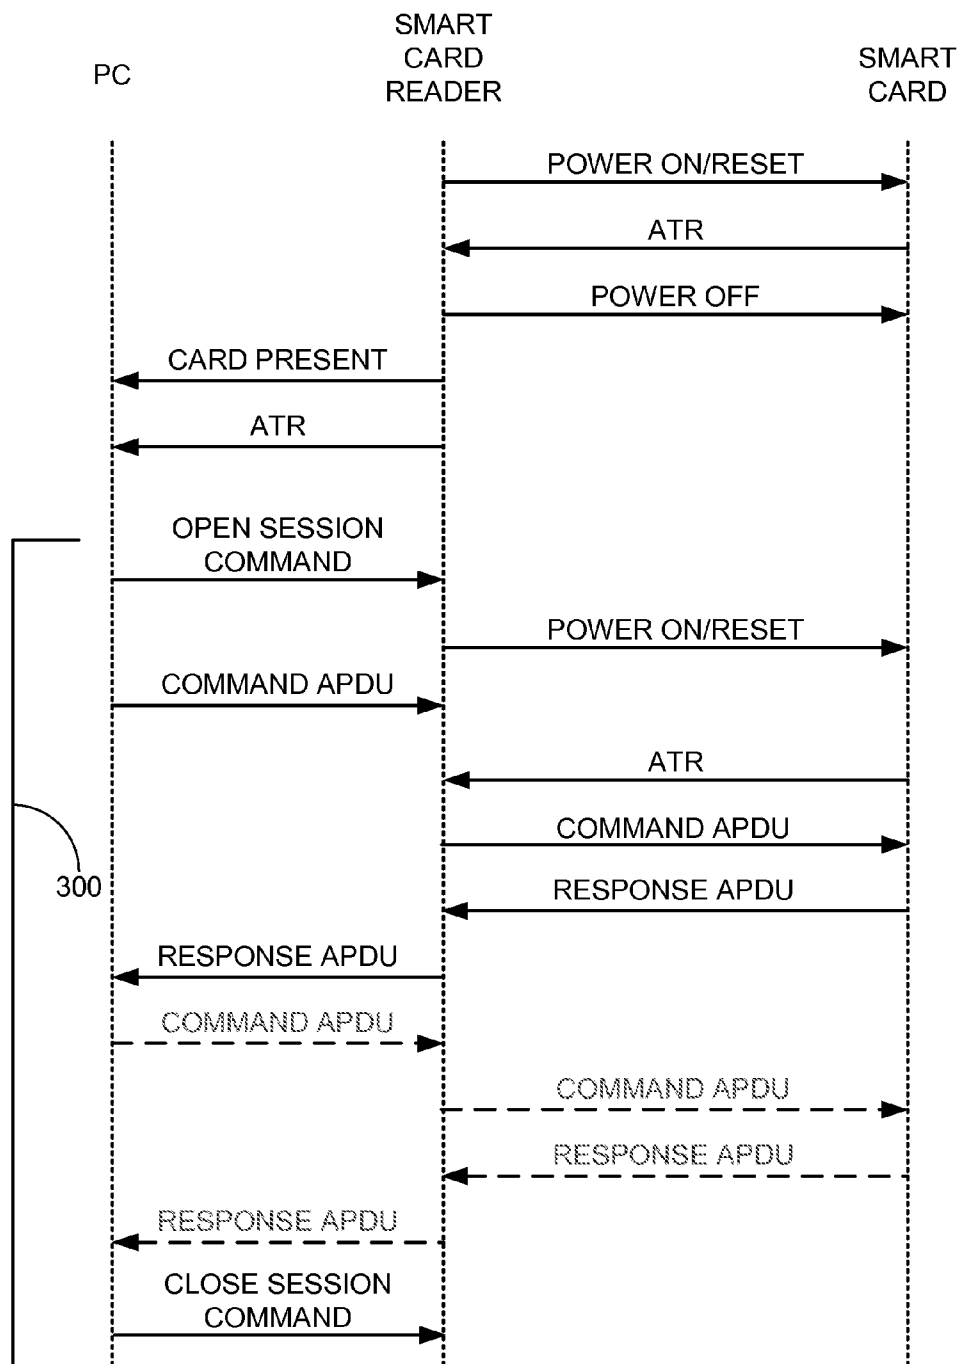 PC
SMART
CARD
READER
SMART
CARD
POWER ON/RESET
ATR
POWER OFF
CARD PRESENT
ATR
OPEN SESSION
COMMAND
POWER ON/RESET
COMMAND APDU
ATR
COMMAND APDU
300
RESPONSE APDU
RESPONSE APDU
COMMAND APDU
COMMAND APDU
RESPONSE APDU
RESPONSE APDU
CLOSE SESSION
COMMAND